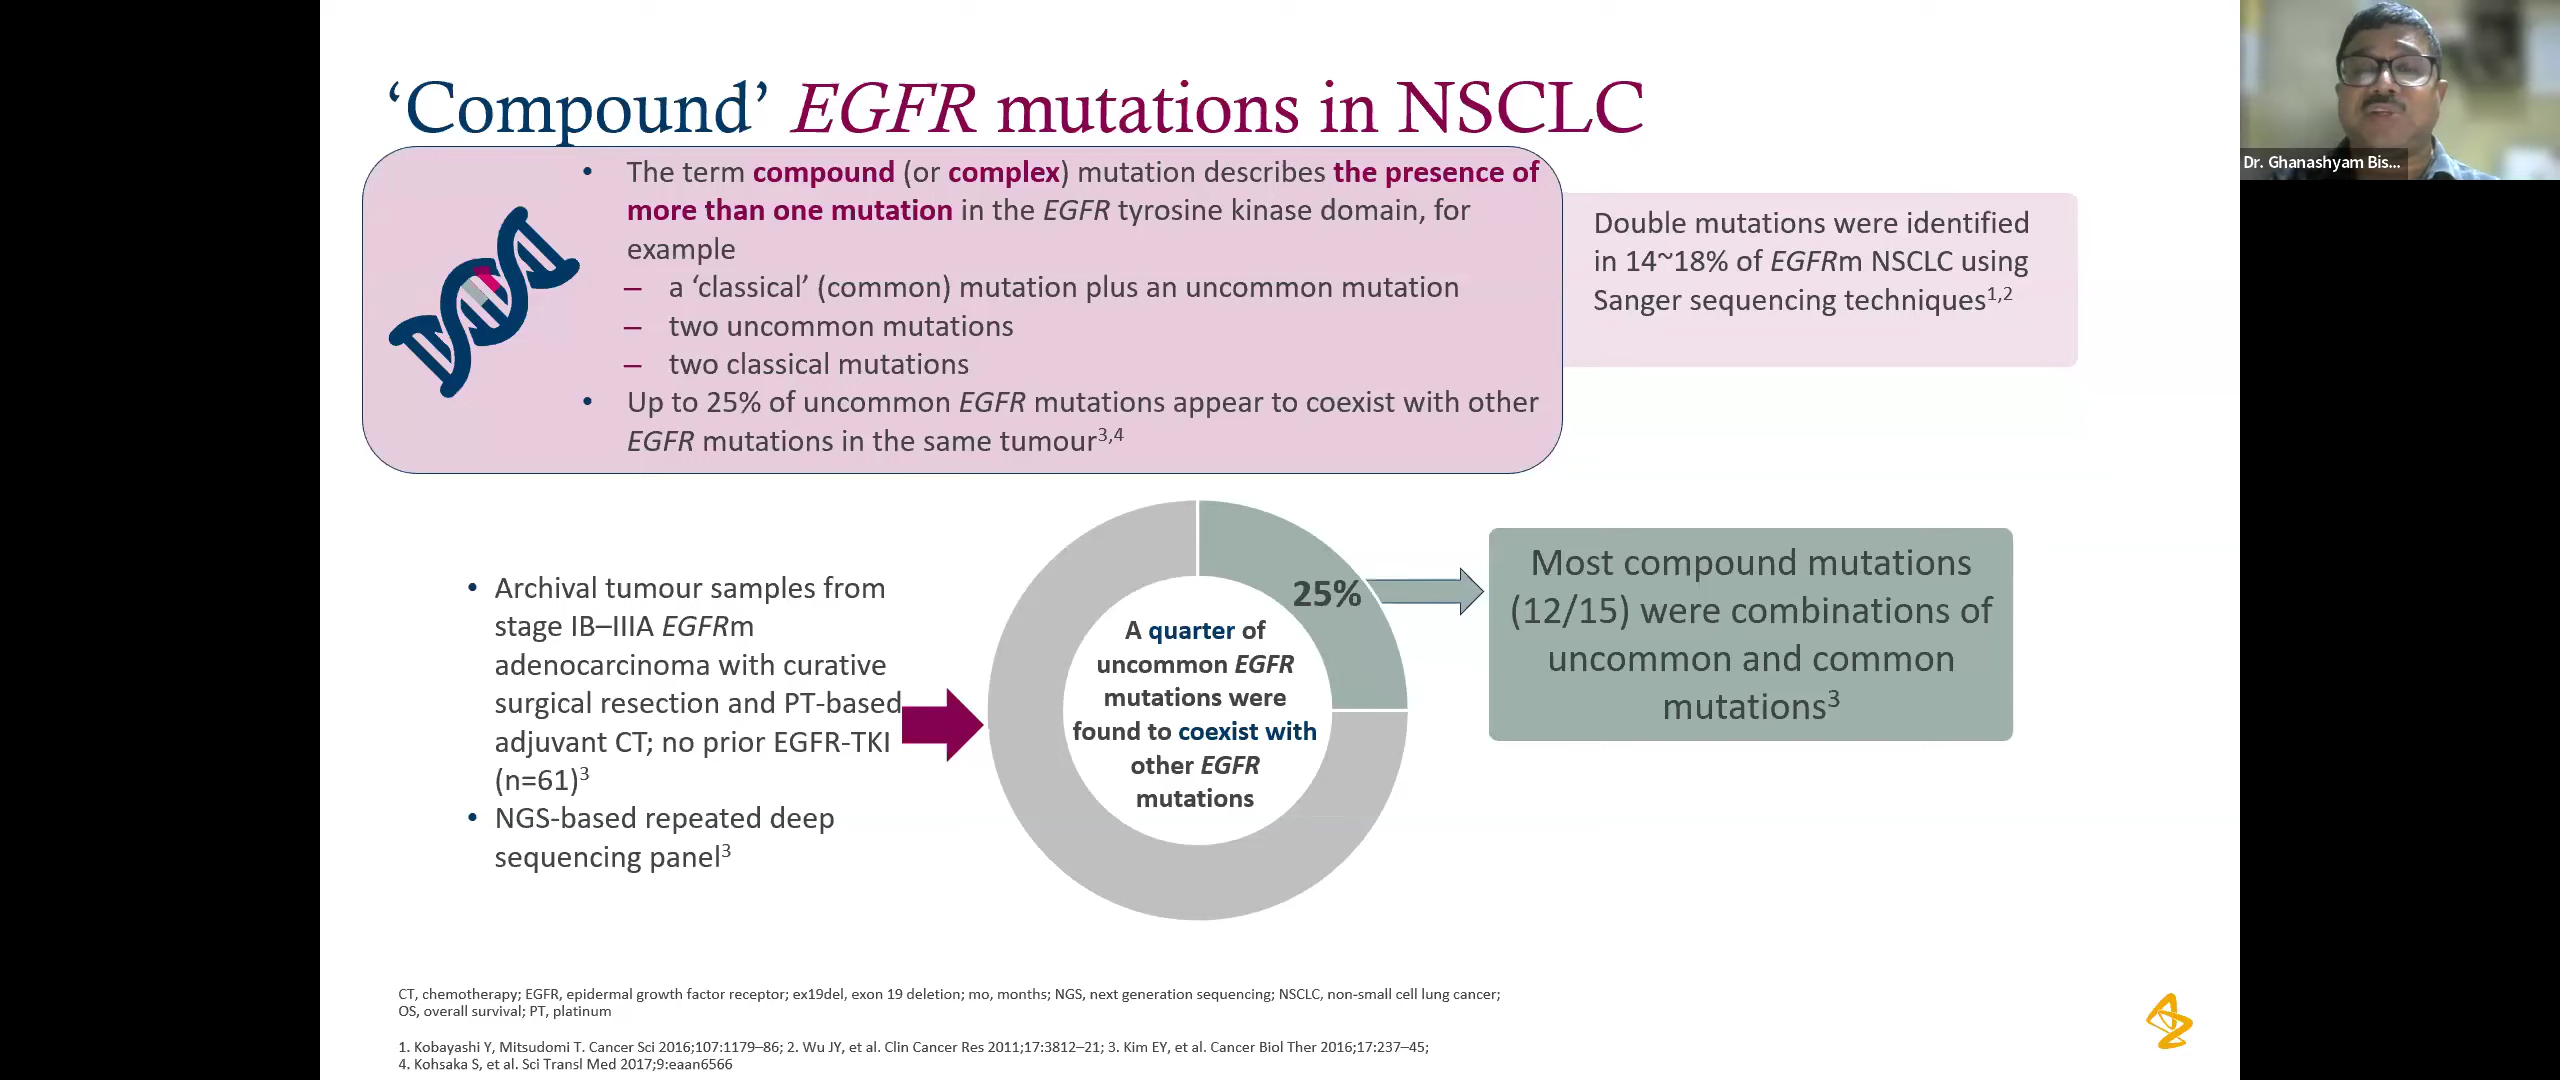 ‘Compound’ EGFR mutations in NSCLC
• The term compound (or complex) mutation describes the presence of
more than one mutation in the EGFR tyrosine kinase domain, for
example
– a ‘classical’ (common) mutation plus an uncommon mutation
– two uncommon mutations
– two classical mutations
• Up to 25% of uncommon EGFR mutations appear to coexist with other
EGFR mutations in the same tumour3,4
Double mutations were identified
in 14~18% of EGFRm NSCLC using
Sanger sequencing techniques1,2
Dr. Ghanashyam Bis...
• Archival tumour samples from
stage IB–IIIA EGFRm
adenocarcinoma with curative
surgical resection and PT-based
adjuvant CT; no prior EGFR-TKI
(n=61)3
• NGS-based repeated deep
sequencing panel3
25%
A quarter of
uncommon EGFR
mutations were
found to coexist with
other EGFR
mutations
Most compound mutations
(12/15) were combinations of
uncommon and common
mutations3
CT, chemotherapy; EGFR, epidermal growth factor receptor; ex19del, exon 19 deletion; mo, months; NGS, next generation sequencing; NSCLC, non-small cell lung cancer;
OS, overall survival; PT, platinum
1. Kobayashi Y, Mitsudomi T. Cancer Sci 2016;107:1179–86; 2. Wu JY, et al. Clin Cancer Res 2011;17:3812–21; 3. Kim EY, et al. Cancer Biol Ther 2016;17:237–45;
4. Kohsaka S, et al. Sci Transl Med 2017;9:eaan6566